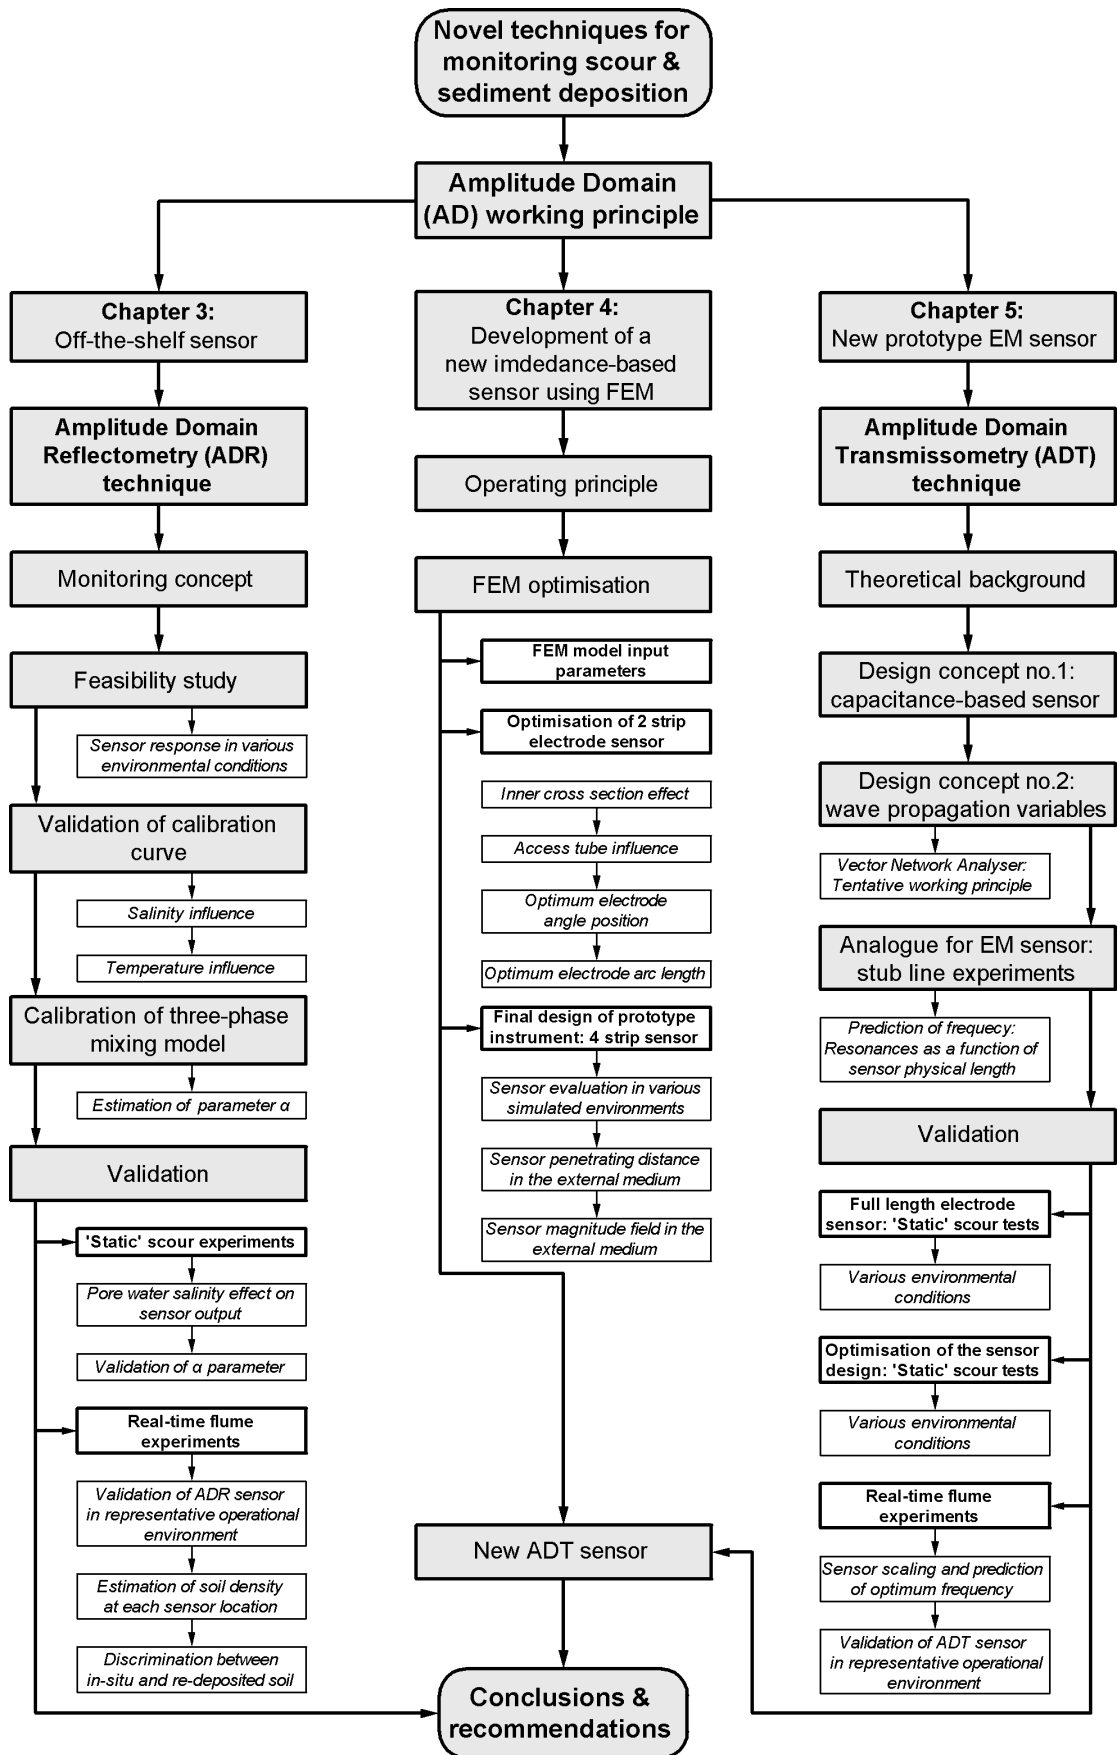 Novel techniques for
monitoring scour &
sediment deposition
Amplitude Domain
(AD) working principle
Chapter 3:
Off-the-shelf sensor
Amplitude Domain
Reflectometry (ADR)
technique
Monitoring concept
Feasibility study
Sensor response in various
environmental conditions
Validation of calibration
curve
Salinity influence
Temperature influence
Calibration of three-phase
mixing model
Estimation of parameter α
Validation
'Static' scour experiments
Pore water salinity effect on
sensor output
Validation of α parameter
Real-time flume
experiments
Validation of ADR sensor
in representative operational
environment
Estimation of soil density
at each sensor location
Discrimination between
in-situ and re-deposited soil
Chapter 4:
Development of a
new imdedance-based
sensor using FEM
Operating principle
FEM optimisation
FEM model input
parameters
Optimisation of 2 strip
electrode sensor
Inner cross section effect
Access tube influence
Optimum electrode
angle position
Optimum electrode arc length
Final design of prototype
instrument: 4 strip sensor
Sensor evaluation in various
simulated environments
Sensor penetrating distance
in the external medium
Sensor magnitude field in the
external medium
New ADT sensor
Conclusions &
recommendations
Chapter 5:
New prototype EM sensor
Amplitude Domain
Transmissometry (ADT)
technique
Theoretical background
Design concept no.1:
capacitance-based sensor
Design concept no.2:
wave propagation variables
Vector Network Analyser:
Tentative working principle
Analogue for EM sensor:
stub line experiments
Prediction of frequecy:
Resonances as a function of
sensor physical length
Validation
Full length electrode
sensor: 'Static' scour tests
Various environmental
conditions
Optimisation of the sensor
design: 'Static' scour tests
Various environmental
conditions
Real-time flume
experiments
Sensor scaling and prediction
of optimum frequency
Validation of ADT sensor
in representative operational
environment